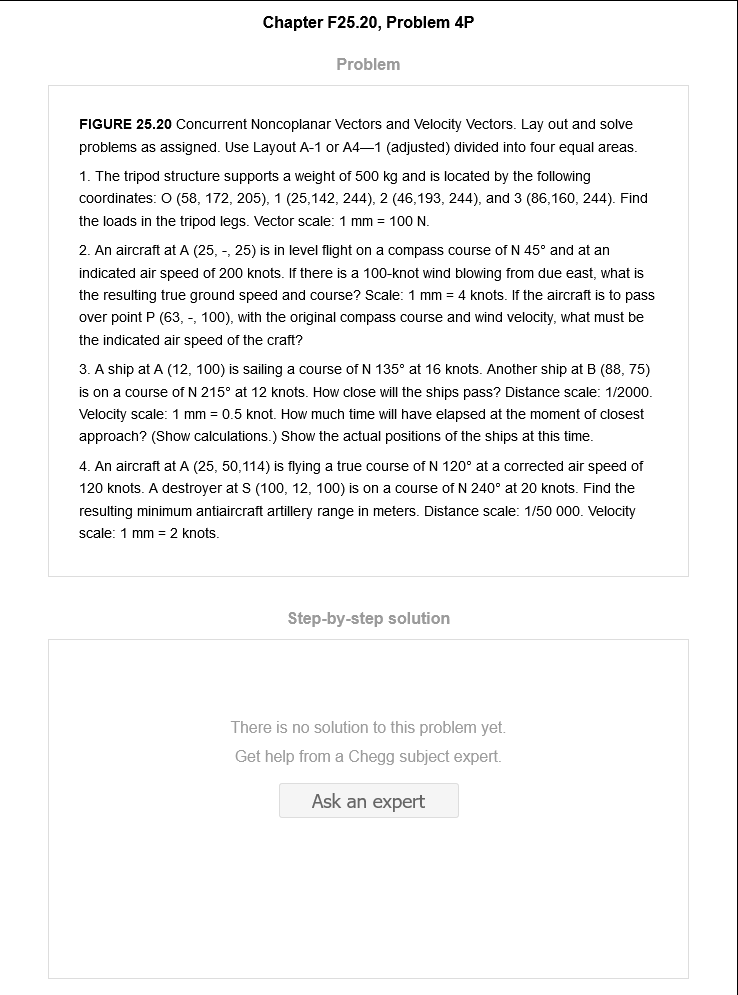 Chapter F25.20, Problem 4P
Problem
FIGURE 25.20 Concurrent Noncoplanar Vectors and Velocity Vectors. Lay out and solve
problems as assigned. Use Layout A-1 or A4—1 (adjusted) divided into four equal areas.
1. The tripod structure supports a weight of 500 kg and is located by the following
coordinates: O (58, 172, 205), 1 (25,142, 244), 2 (46,193, 244), and 3 (86,160, 244). Find
the loads in the tripod legs. Vector scale: 1 mm = 100 N.
2. An aircraft at A (25, -, 25) is in level flight on a compass course of N 45° and at an
indicated air speed of 200 knots. If there is a 100-knot wind blowing from due east, what is
the resulting true ground speed and course? Scale: 1 mm = 4 knots. If the aircraft is to pass
over point P (63, -, 100), with the original compass course and wind velocity, what must be
the indicated air speed of the craft?
3. A ship at A (12, 100) is sailing a course of N 135° at 16 knots. Another ship at B (88, 75)
is on a course of N 215° at 12 knots. How close will the ships pass? Distance scale: 1/2000.
Velocity scale: 1 mm = 0.5 knot. How much time will have elapsed at the moment of closest
approach? (Show calculations.) Show the actual positions of the ships at this time.
4. An aircraft at A (25, 50,114) is flying a true course of N 120° at a corrected air speed of
120 knots. A destroyer at S (100, 12, 100) is on a course of N 240° at 20 knots. Find the
resulting minimum antiaircraft artillery range in meters. Distance scale: 1/50 000. Velocity
scale: 1 mm = 2 knots.
Step-by-step solution
There is no solution to this problem yet.
Get help from a Chegg subject expert.
Ask an expert